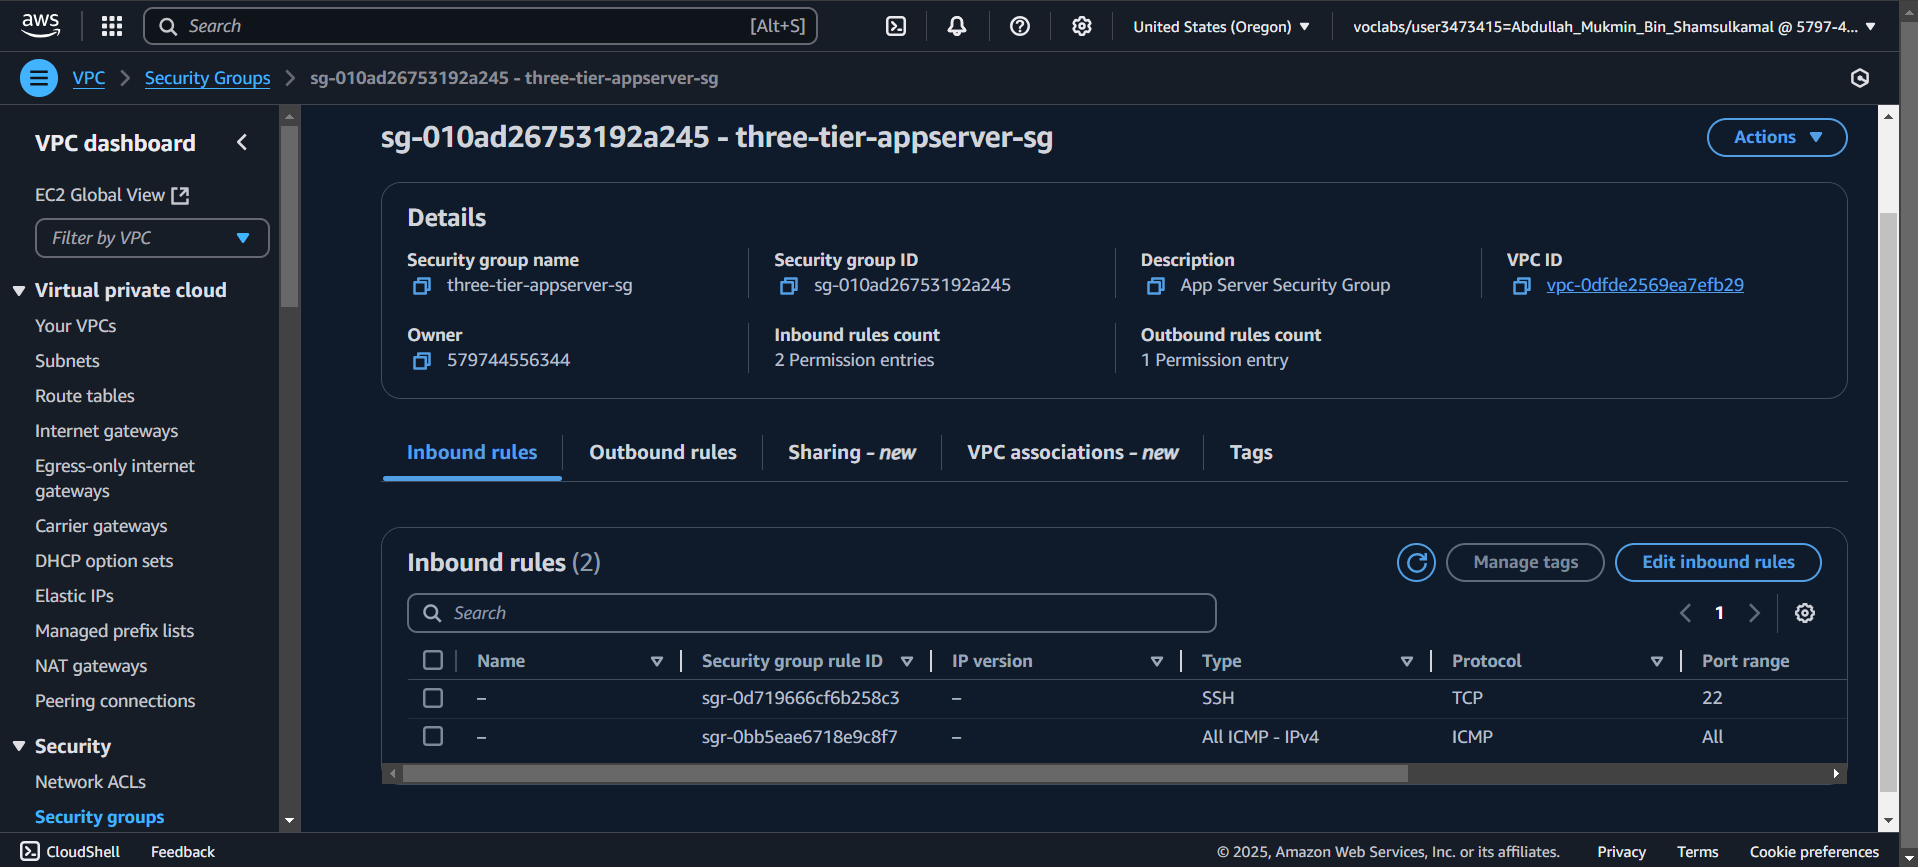 aws
Search
[Alt+S]
United States (Oregon)
voclabs/user3473415=Abdullah_Mukmin_Bin_Shamsulkamal @ 5797-4...
VPC
Security Groups
sg-010ad26753192a245 - three-tier-appserver-sg
VPC dashboard
EC2 Global View
Filter by VPC
Virtual private cloud
Your VPCs
Subnets
Route tables
Internet gateways
Egress-only internet
gateways
Carrier gateways
DHCP option sets
Elastic IPs
Managed prefix lists
NAT gateways
Peering connections
Security
Network ACLs
Security groups
sg-010ad26753192a245 - three-tier-appserver-sg
Actions
Details
Security group name
three-tier-appserver-sg
Security group ID
sg-010ad26753192a245
Description
App Server Security Group
VPC ID
vpc-0dfde2569ea7efb29
Owner
579744556344
Inbound rules count
2 Permission entries
Outbound rules count
1 Permission entry
Inbound rules
Outbound rules
Sharing - new
VPC associations - new
Tags
Inbound rules (2)
Manage tags
Edit inbound rules
Search
1
Name Security group rule ID IP version Type Protocol Port range
– sgr-0d719666cf6b258c3 – SSH TCP 22
– sgr-0bb5eae6718e9c8f7 – All ICMP - IPv4 ICMP All
CloudShell
Feedback
© 2025, Amazon Web Services, Inc. or its affiliates.
Privacy
Terms
Cookie preferences